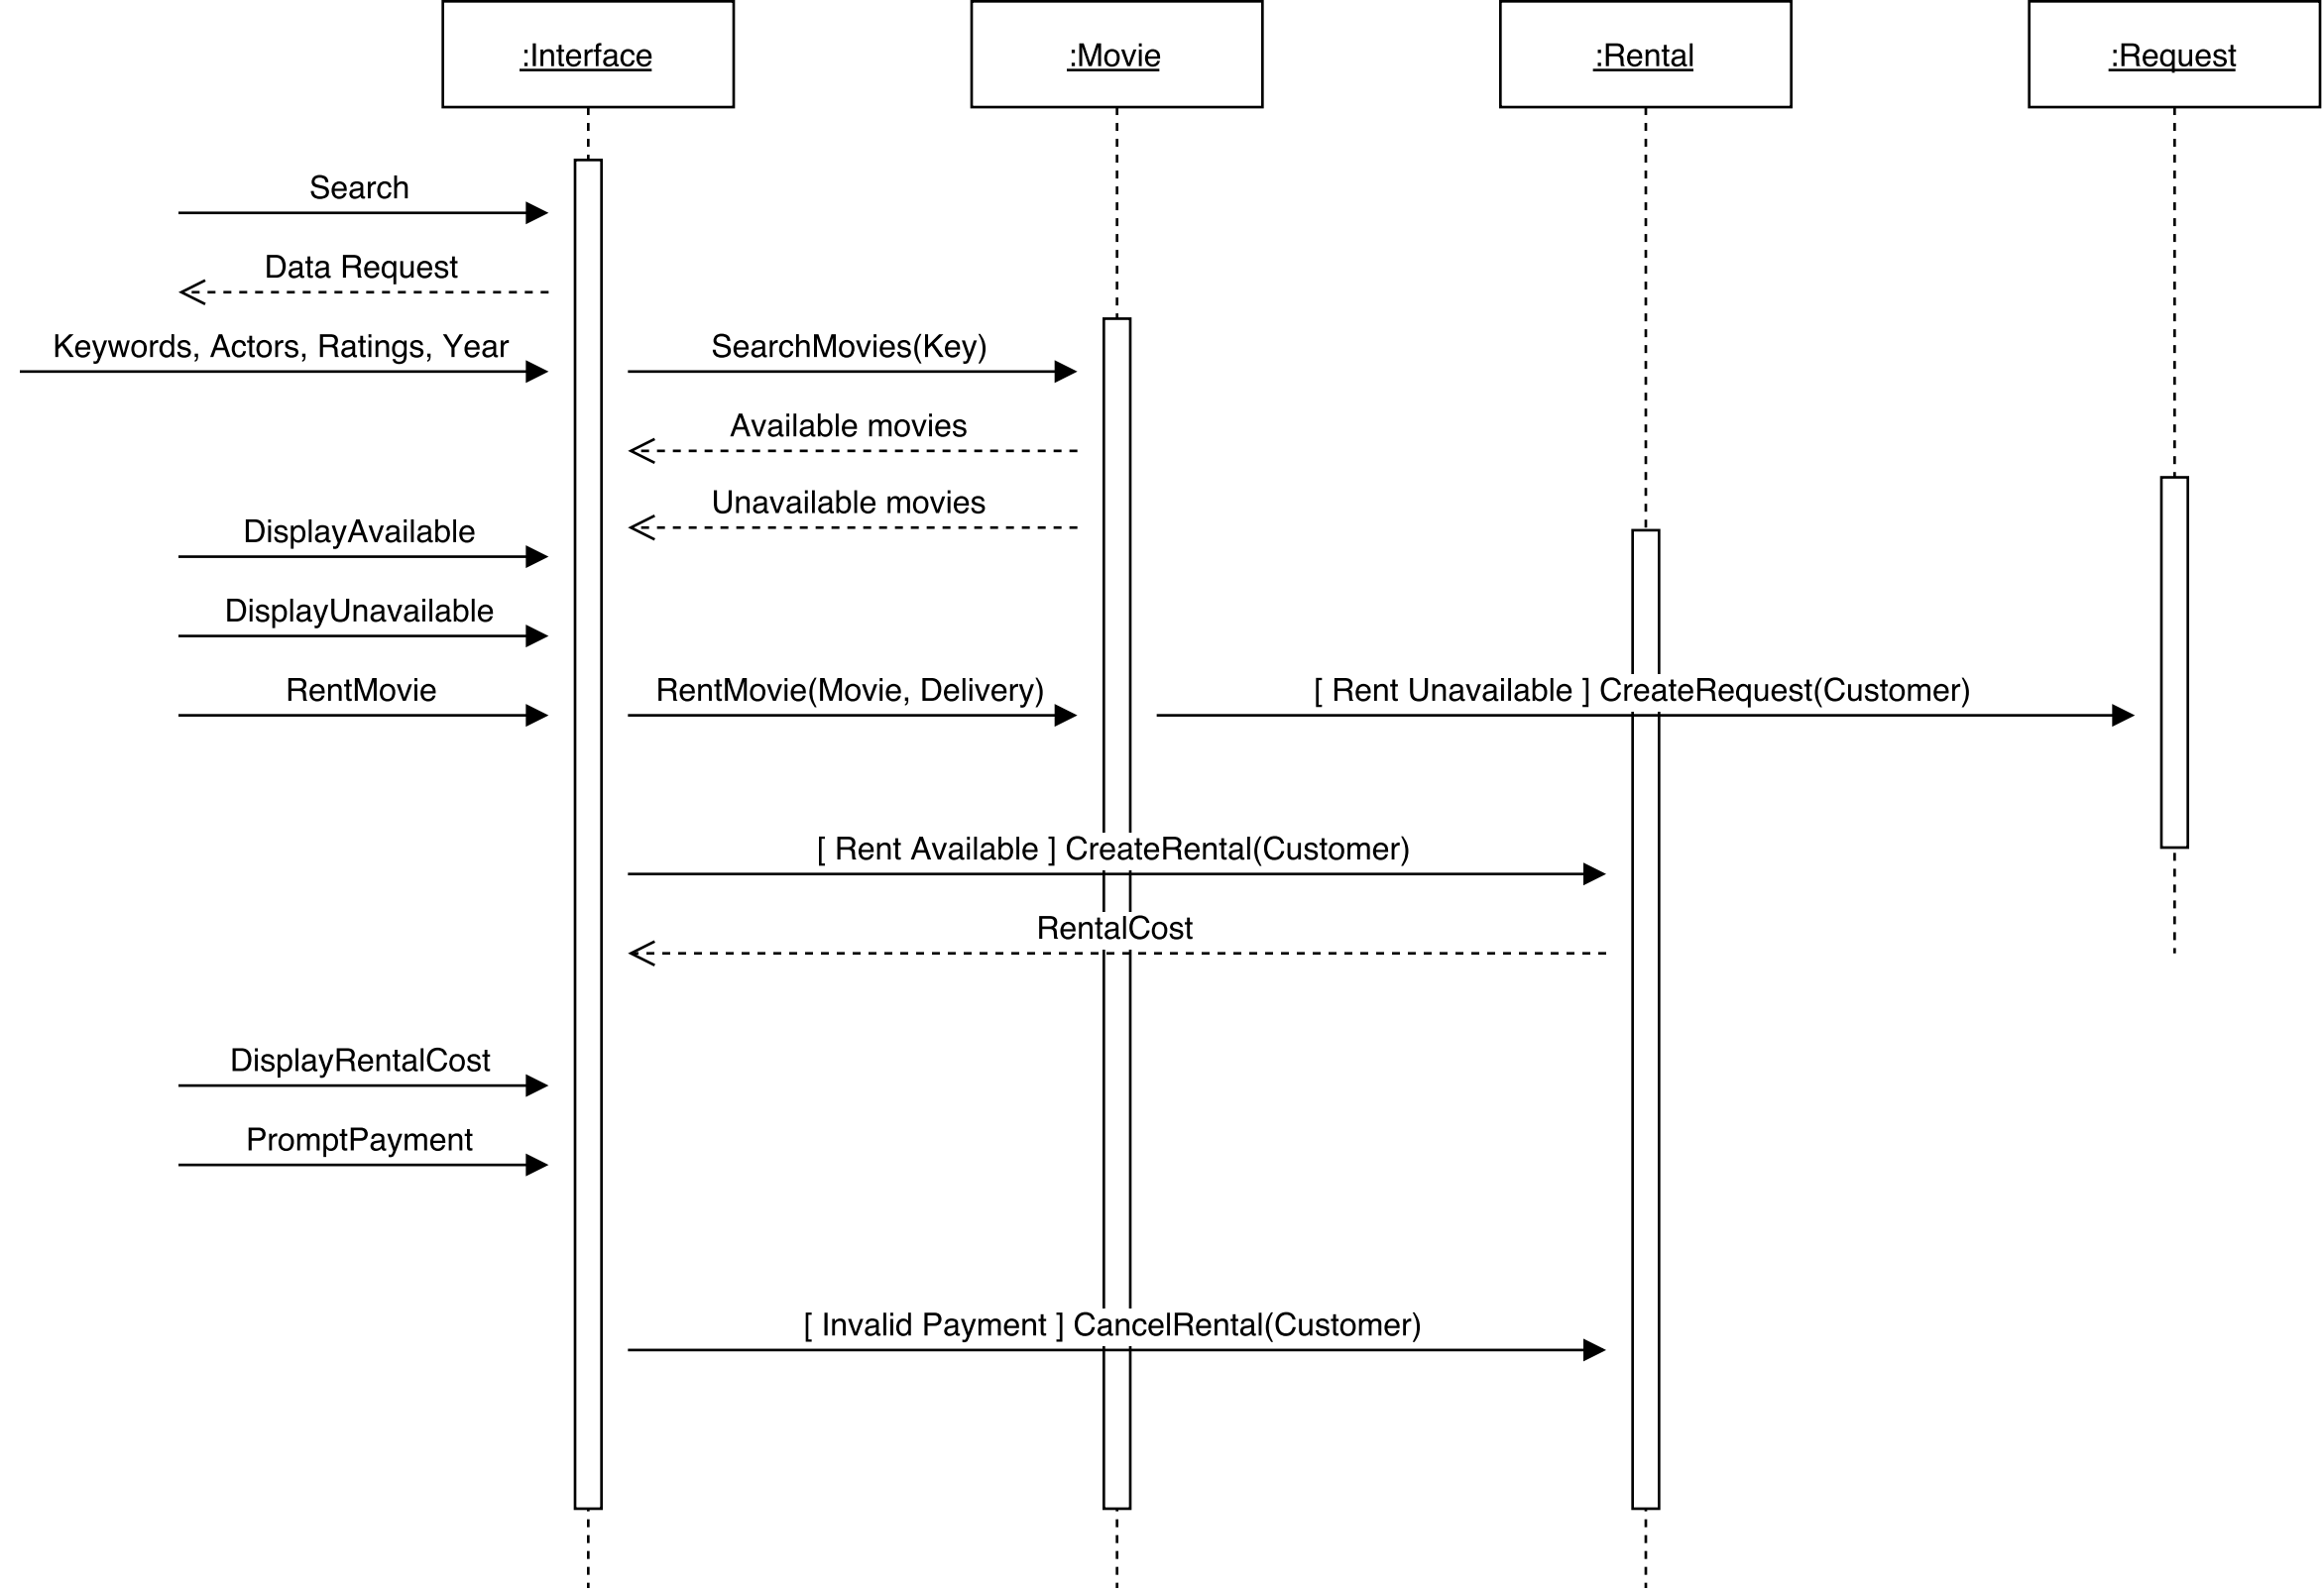 :Interface
:Movie
:Rental
:Request
Search
Data Request
Keywords, Actors, Ratings, Year
SearchMovies(Key)
Available movies
Unavailable movies
DisplayAvailable
DisplayUnavailable
RentMovie
RentMovie(Movie, Delivery)
[ Rent Unavailable ] CreateRequest(Customer)
[ Rent Available ] CreateRental(Customer)
RentalCost
DisplayRentalCost
PromptPayment
[ Invalid Payment ] CancelRental(Customer)